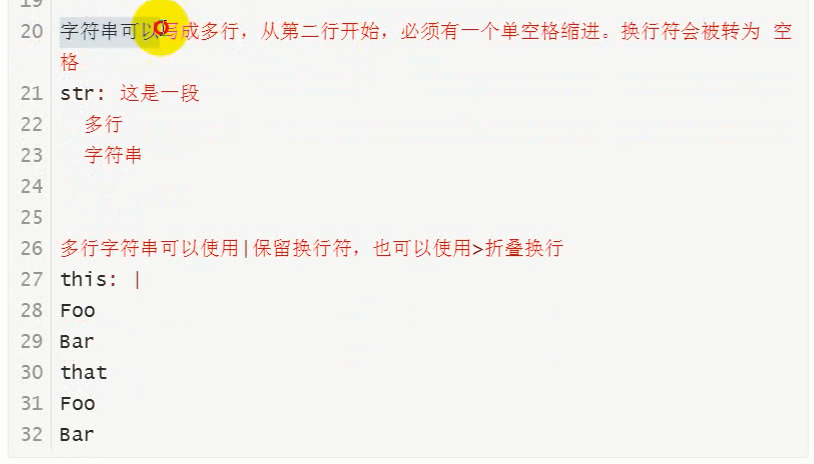 19
20 字符串可以写成多行，从第二行开始，必须有一个单空格缩进。换行符会被转为 空
格
21 str: 这是一段
22 多行
23 字符串
24
25
26 多行字符串可以使用|保留换行符，也可以使用>折叠换行
27 this: |
28 Foo
29 Bar
30 that
31 Foo
32 Bar